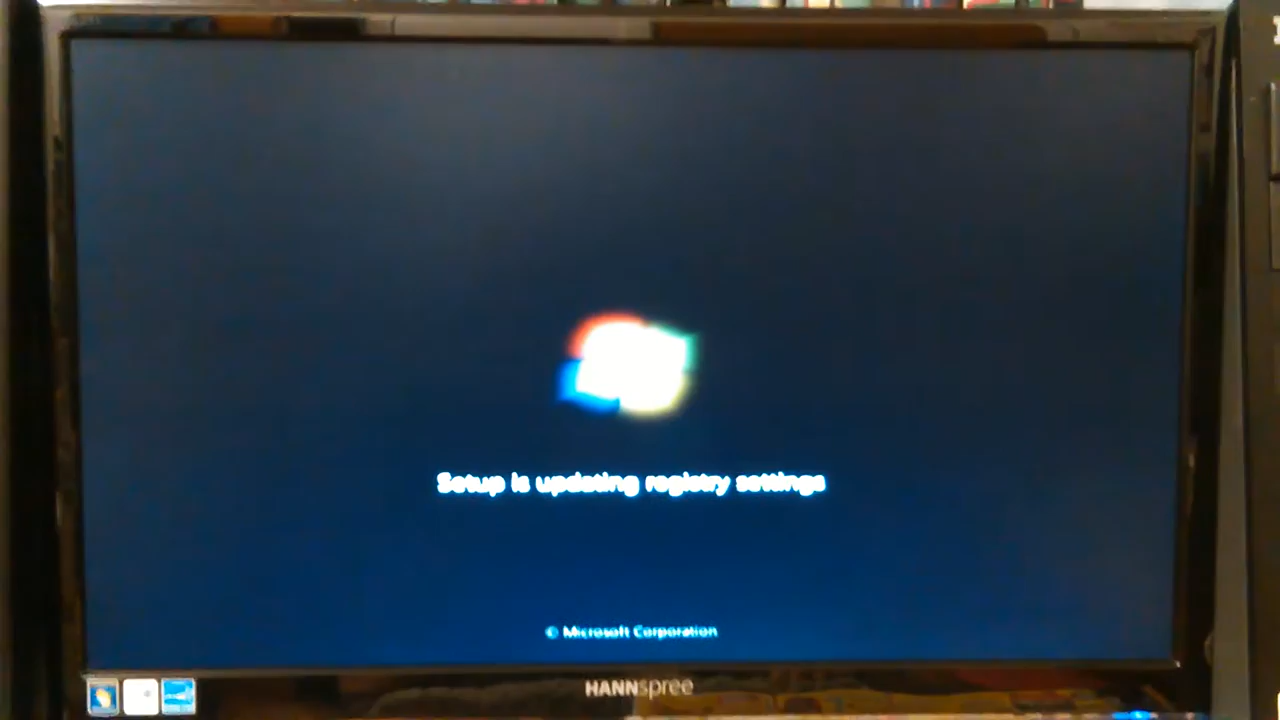 Setup is updating registry settings
© Microsoft Corporation
HANNspree